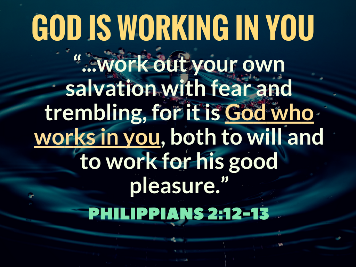 GOD IS WORKING IN YOU
“...work out your own
salvation with fear and
trembling, for it is God who
works in you, both to will and
to work for his good
pleasure.”
PHILIPPIANS 2:12-13